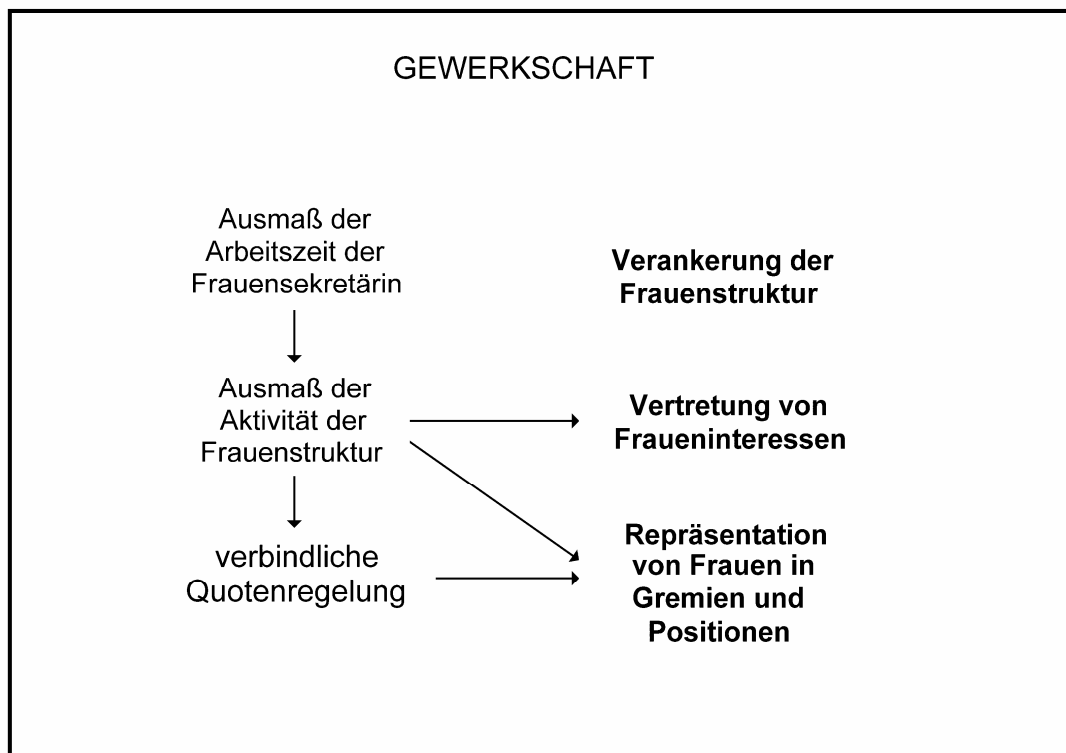 GEWERKSCHAFT
Ausmaß der
Arbeitszeit der
Frauensekretärin
Verankerung der
Frauenstruktur
Ausmaß der
Aktivität der
Frauenstruktur
Vertretung von
Fraueninteressen
verbindliche
Quotenregelung
Repräsentation
von Frauen in
Gremien und
Positionen